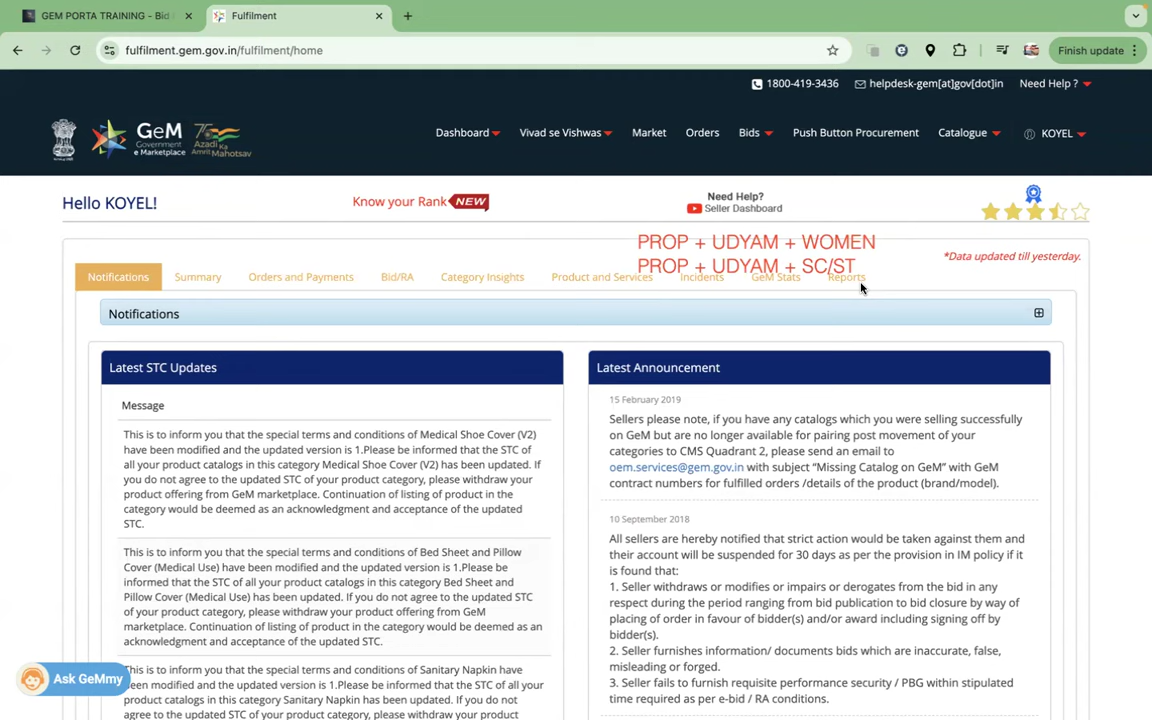 GEM PORTA TRAINING - Bid
Fulfilment
fulfilment.gem.gov.in/fulfilment/home
Finish update
1800-419-3436
helpdesk-gem[at]gov[dot]in
Need Help ?
GeM
Government
e Marketplace
75
Azadi Ka
Amrit Mahotsav
Dashboard
Vivad se Vishwas
Market
Orders
Bids
Push Button Procurement
Catalogue
KOYEL
Hello KOYEL!
Know your Rank NEW
Need Help?
Seller Dashboard
PROP + UDYAM + WOMEN
PROP + UDYAM + SC/ST
*Data updated till yesterday.
Notifications
Summary
Orders and Payments
Bid/RA
Category Insights
Product and Services
Incidents
GeM Stats
Reports
Notifications
Latest STC Updates
Message
This is to inform you that the special terms and conditions of Medical Shoe Cover (V2)
have been modified and the updated version is 1.Please be informed that the STC of
all your product catalogs in this category Medical Shoe Cover (V2) has been updated. If
you do not agree to the updated STC of your product category, please withdraw your
product offering from GeM marketplace. Continuation of listing of product in the
category would be deemed as an acknowledgment and acceptance of the updated
STC.
This is to inform you that the special terms and conditions of Bed Sheet and Pillow
Cover (Medical Use) have been modified and the updated version is 1.Please be
informed that the STC of all your product catalogs in this category Bed Sheet and
Pillow Cover (Medical Use) has been updated. If you do not agree to the updated STC
of your product category, please withdraw your product offering from GeM
marketplace. Continuation of listing of product in the category would be deemed as an
acknowledgment and acceptance of the updated STC.
This is to inform you that the special terms and conditions of Sanitary Napkin have
been modified and the updated version is 1.Please be informed that the STC of all your
product catalogs in this category Sanitary Napkin has been updated. If you do not
agree to the updated STC of your product category, please withdraw your product
Latest Announcement
15 February 2019
Sellers please note, if you have any catalogs which you were selling successfully
on GeM but are no longer available for pairing post movement of your
categories to CMS Quadrant 2, please send an email to
oem.services@gem.gov.in with subject “Missing Catalog on GeM” with GeM
contract numbers for fulfilled orders /details of the product (brand/model).
10 September 2018
All sellers are hereby notified that strict action would be taken against them and
their account will be suspended for 30 days as per the provision in IM policy if it
is found that:
1. Seller withdraws or modifies or impairs or derogates from the bid in any
respect during the period ranging from bid publication to bid closure by way of
placing of order in favour of bidder(s) and/or award including signing off by
bidder(s).
2. Seller furnishes information/ documents bids which are inaccurate, false,
misleading or forged.
3. Seller fails to furnish requisite performance security / PBG within stipulated
time required as per e-bid / RA conditions.
Ask GeMmy